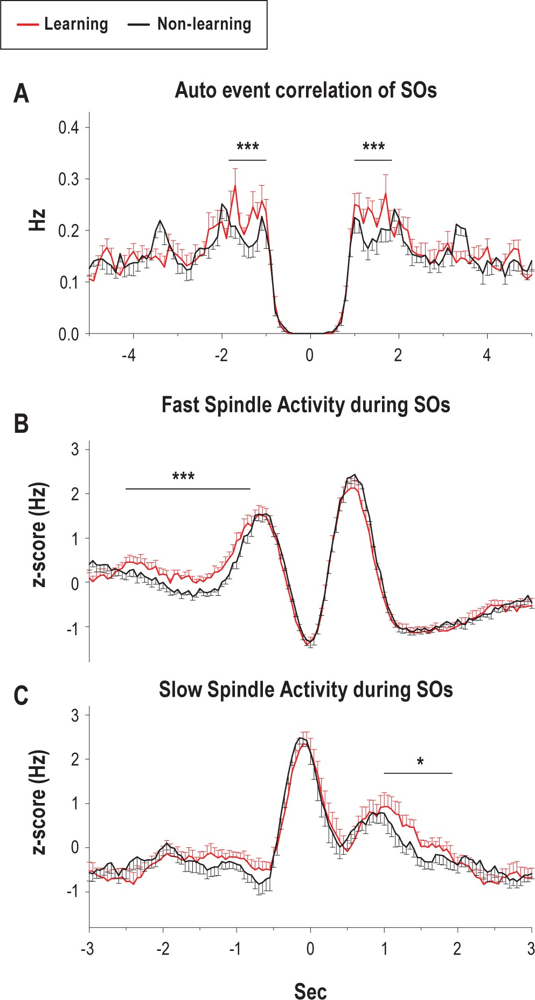 Learning Non-learning
A Auto event correlation of SOs
0.4
*** ***
0.3
Hz
0.2
0.1
0.0
-4 -2 0 2 4
Fast Spindle Activity during SOs
B
3
***
2
z-score (Hz)
1
0
-1
C Slow Spindle Activity during SOs
3
2
*
z-score (Hz)
1
0
-1
-3 -2 -1 0 1 2 3
Sec